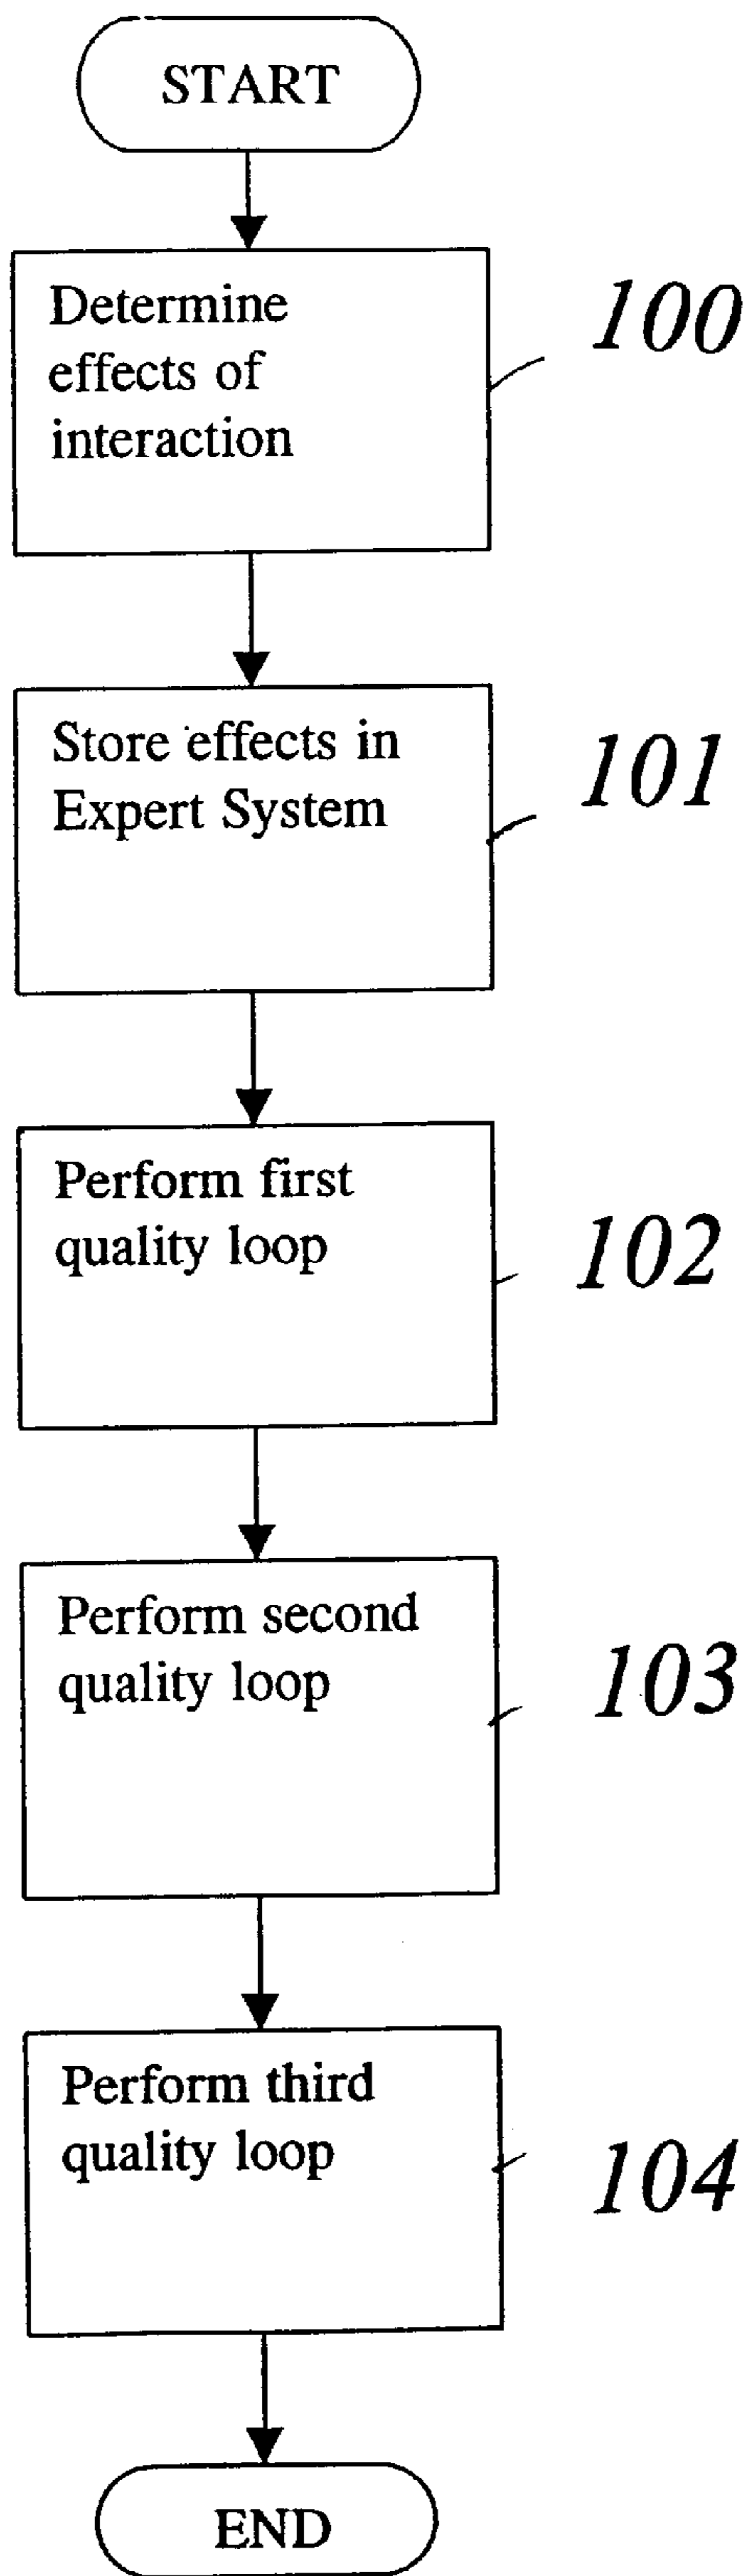 START
Determine
effects of
interaction
100
Store effects in
Expert System
101
Perform first
quality loop
102
Perform second
quality loop
103
Perform third
quality loop
104
END